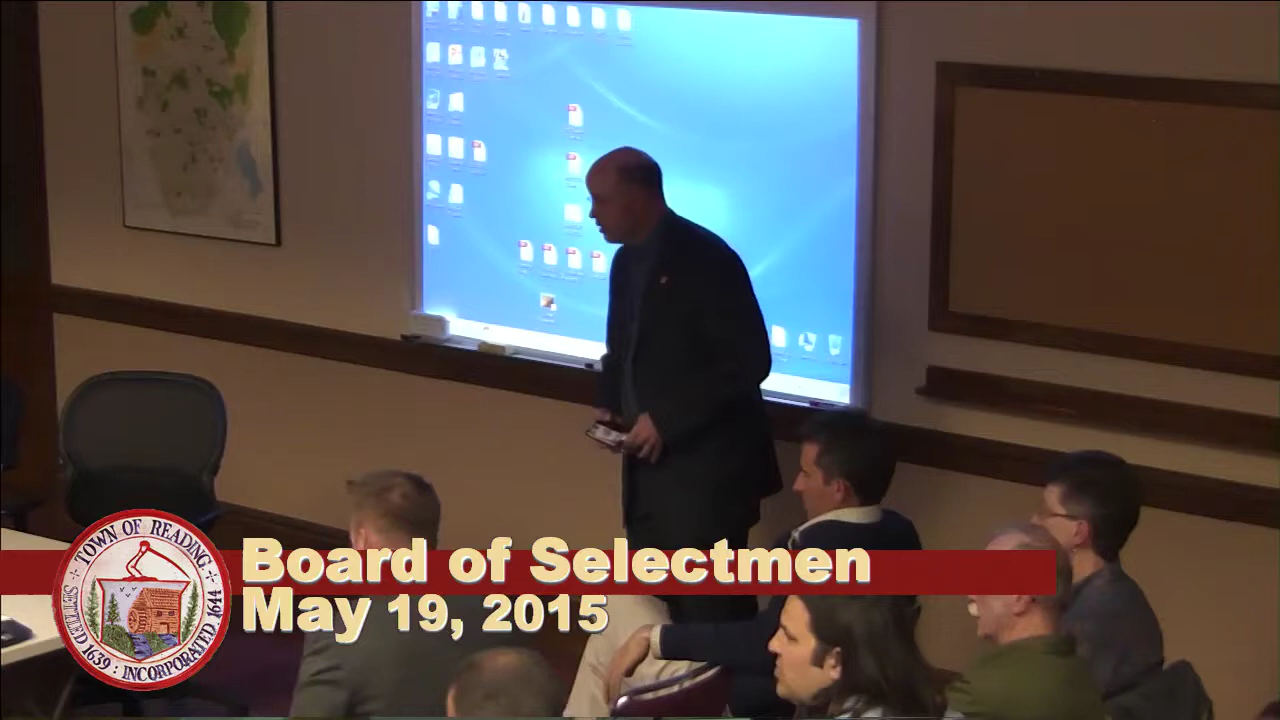 Board of Selectmen
May 19, 2015
TOWN OF READING
SETTLED 1639 : INCORPORATED 1644